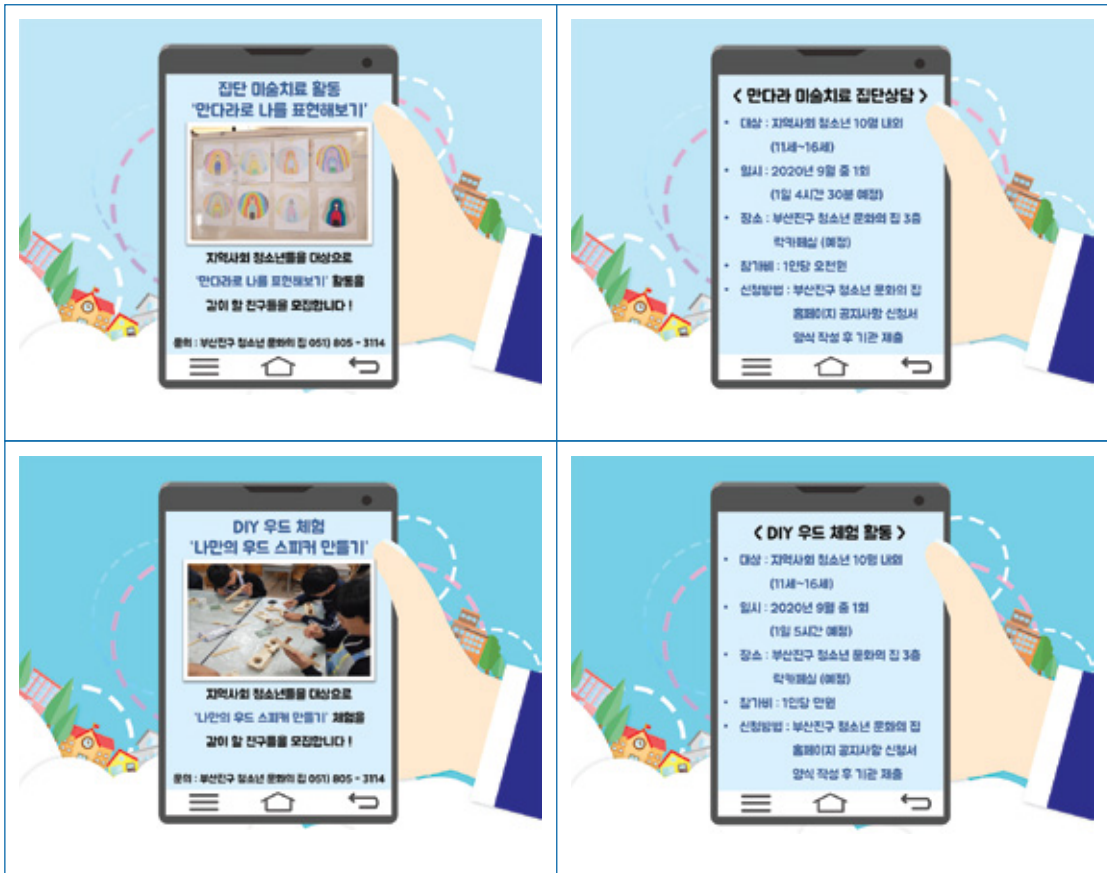 집단 미술치료 활동
'만다라로 나를 표현해보기'
지역사회 청소년들을 대상으로
'만다라로 나를 표현해보기' 활동을
같이 할 친구들을 모집합니다 !
문의 : 부산진구 청소년 문화의 집 051) 805 - 3114
< 만다라 미술치료 집단상담 >
• 대상 : 지역사회 청소년 10명 내외
(11세~16세)
• 일시 : 2020년 9월 중 1회
(1일 4시간 30분 예정)
• 장소 : 부산진구 청소년 문화의 집 3층
락카페실 (예정)
• 참가비 : 1인당 오천원
• 신청방법 : 부산진구 청소년 문화의 집
홈페이지 공지사항 신청서
양식 작성 후 기관 제출
DIY 우드 체험
'나만의 우드 스피커 만들기'
지역사회 청소년들을 대상으로
'나만의 우드 스피커 만들기' 체험을
같이 할 친구들을 모집합니다 !
문의 : 부산진구 청소년 문화의 집 051) 805 - 3114
< DIY 우드 체험 활동 >
• 대상 : 지역사회 청소년 10명 내외
(11세~16세)
• 일시 : 2020년 9월 중 1회
(1일 5시간 예정)
• 장소 : 부산진구 청소년 문화의 집 3층
락카페실 (예정)
• 참가비 : 1인당 만원
• 신청방법 : 부산진구 청소년 문화의 집
홈페이지 공지사항 신청서
양식 작성 후 기관 제출